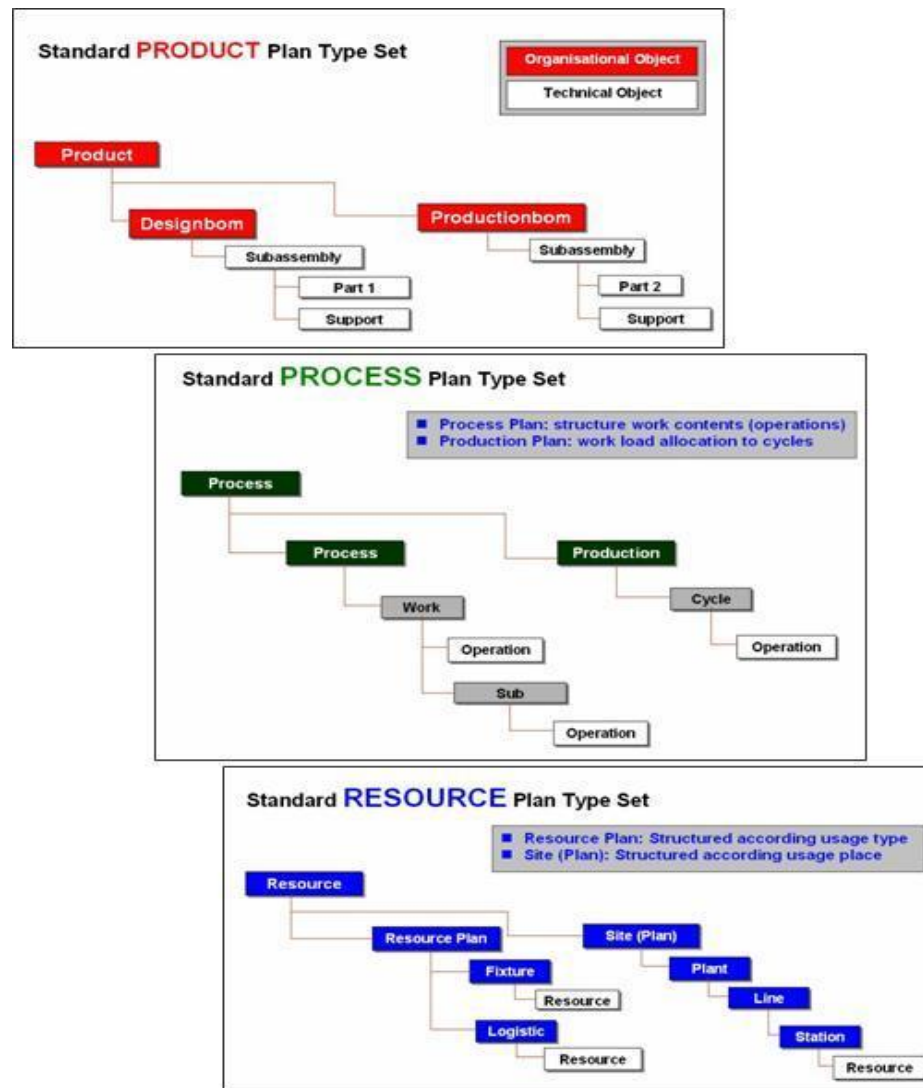 Standard PRODUCT Plan Type Set
Organisational Object
Technical Object
Product
Designbom
Productionbom
Subassembly
Subassembly
Part 1
Part 2
Support
Support
Standard PROCESS Plan Type Set
Process Plan: structure work contents (operations)
Production Plan: work load allocation to cycles
Process
Process
Production
Work
Cycle
Operation
Operation
Sub
Operation
Standard RESOURCE Plan Type Set
Resource Plan: Structured according usage type
Site (Plan): Structured according usage place
Resource
Resource Plan
Site (Plan)
Fixture
Plant
Resource
Line
Logistic
Station
Resource
Resource